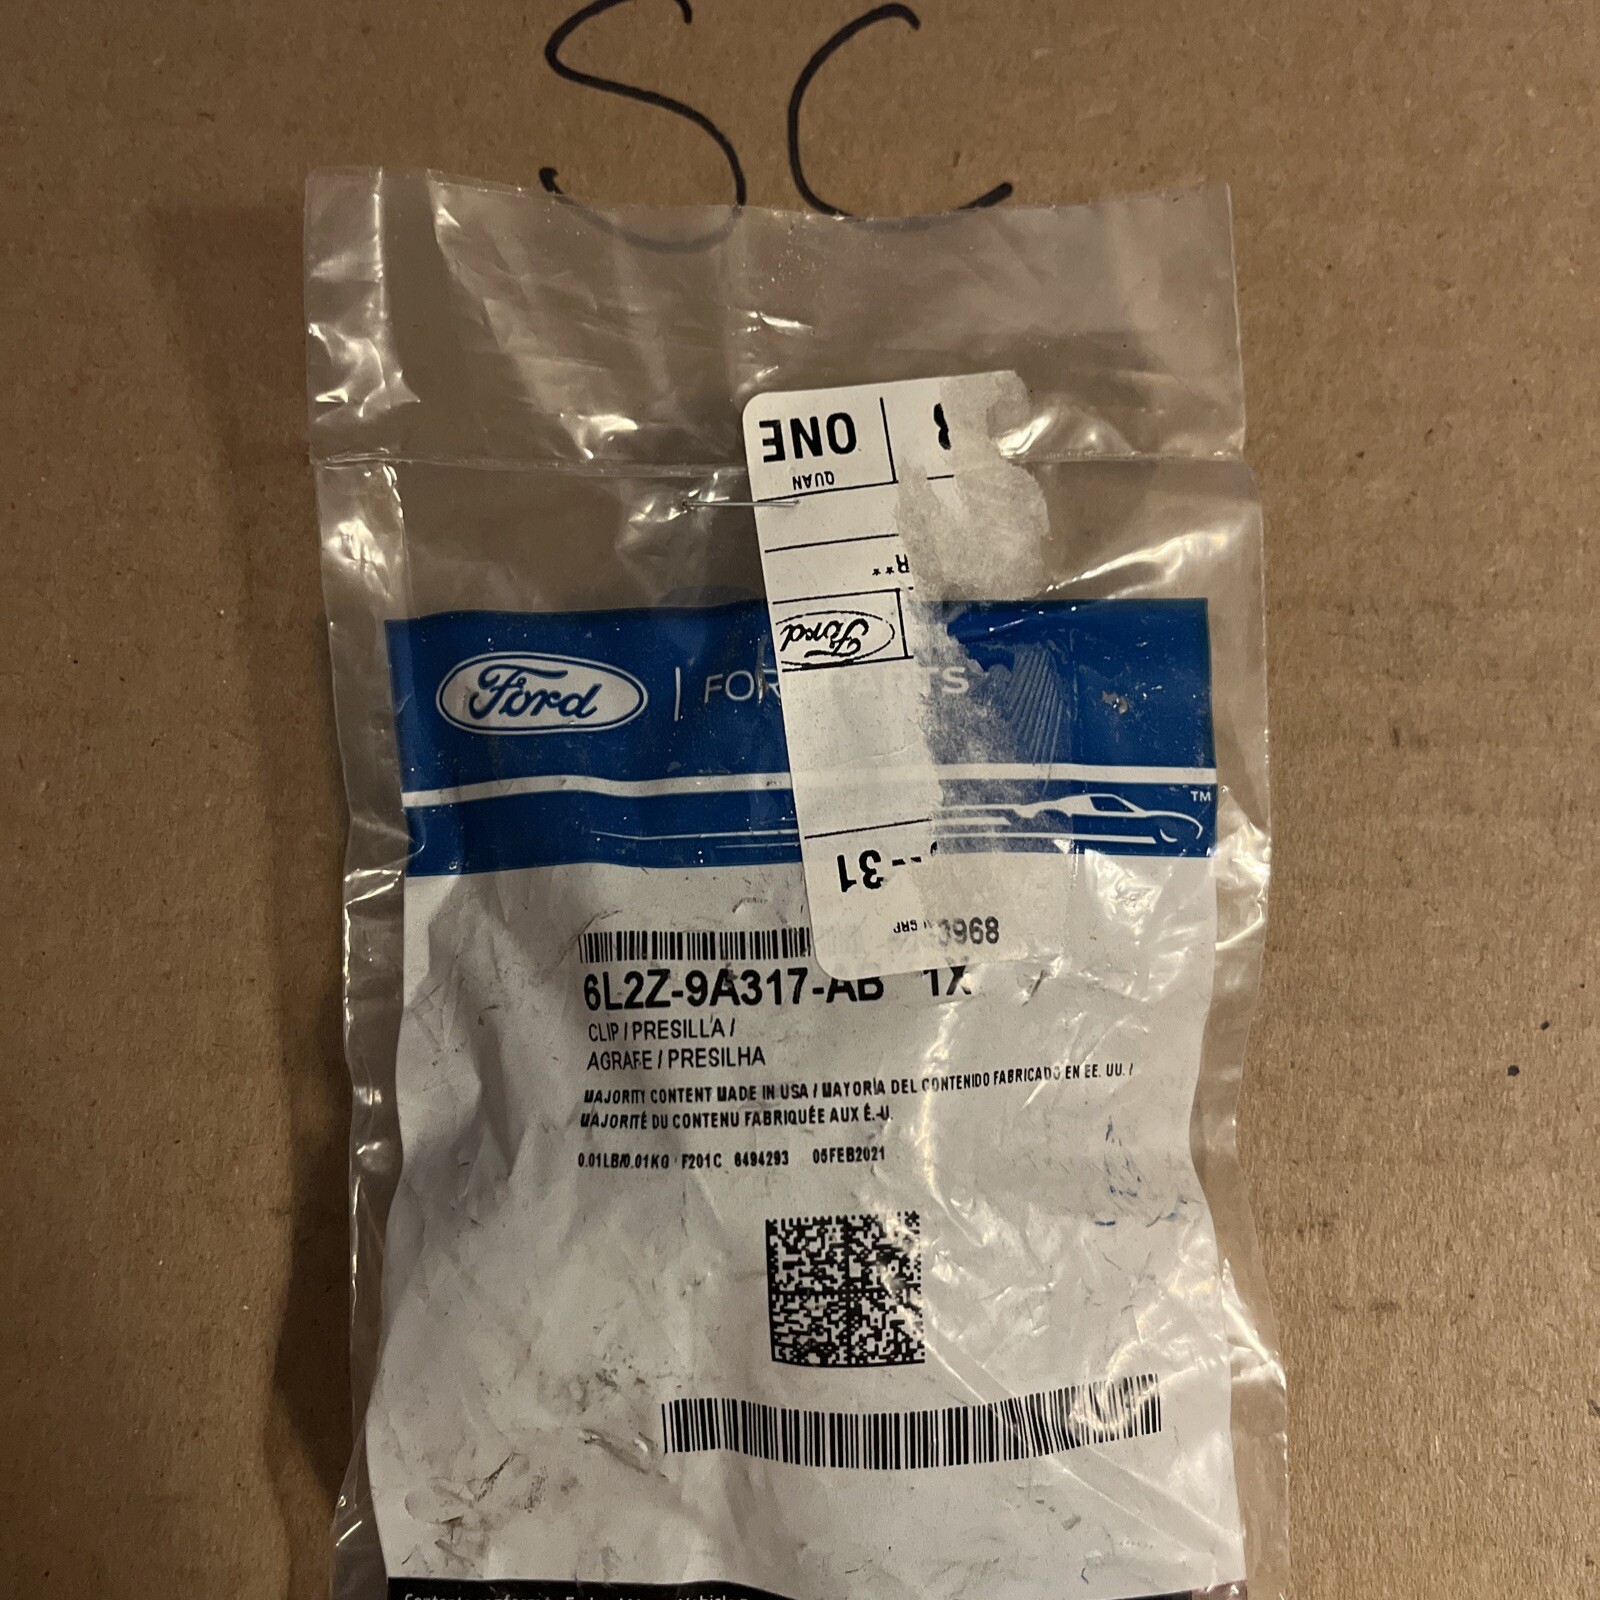 SC
ONE
QUAN
R**
Ford
Ford
TM
31
GRP
968
6L2Z-9A317-AB 1X
CLIP / PRESILLA /
AGRAFE / PRESILHA
MAJORITY CONTENT MADE IN USA / MAYORÍA DEL CONTENIDO FABRICADO EN EE. UU. /
MAJORITÉ DU CONTENU FABRIQUÉE AUX É.-U.
0.01LB/0.01KG F201C 6494293 05FEB2021